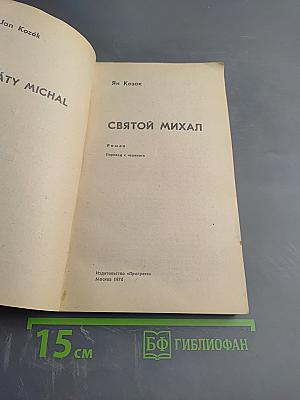 Jan Kozák
ÁTY MICHAL
Ян Козак
СВЯТОЙ МИХАЛ
Роман
Перевод с чешского
Издательство «Прогресс»
Москва 1974
15 см
БФ ГИБЛИОФАН